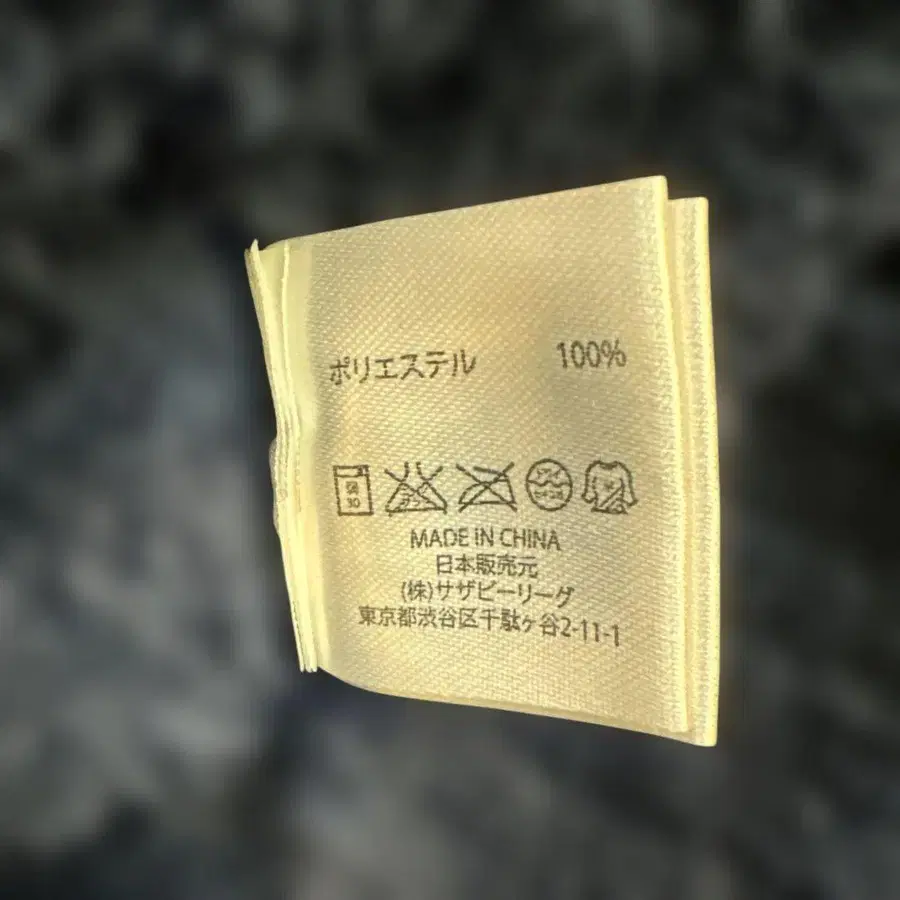 ポリエステル 100%
MADE IN CHINA
日本販売元
(株)サザビーリーグ
東京都渋谷区千駄ヶ谷2-11-1